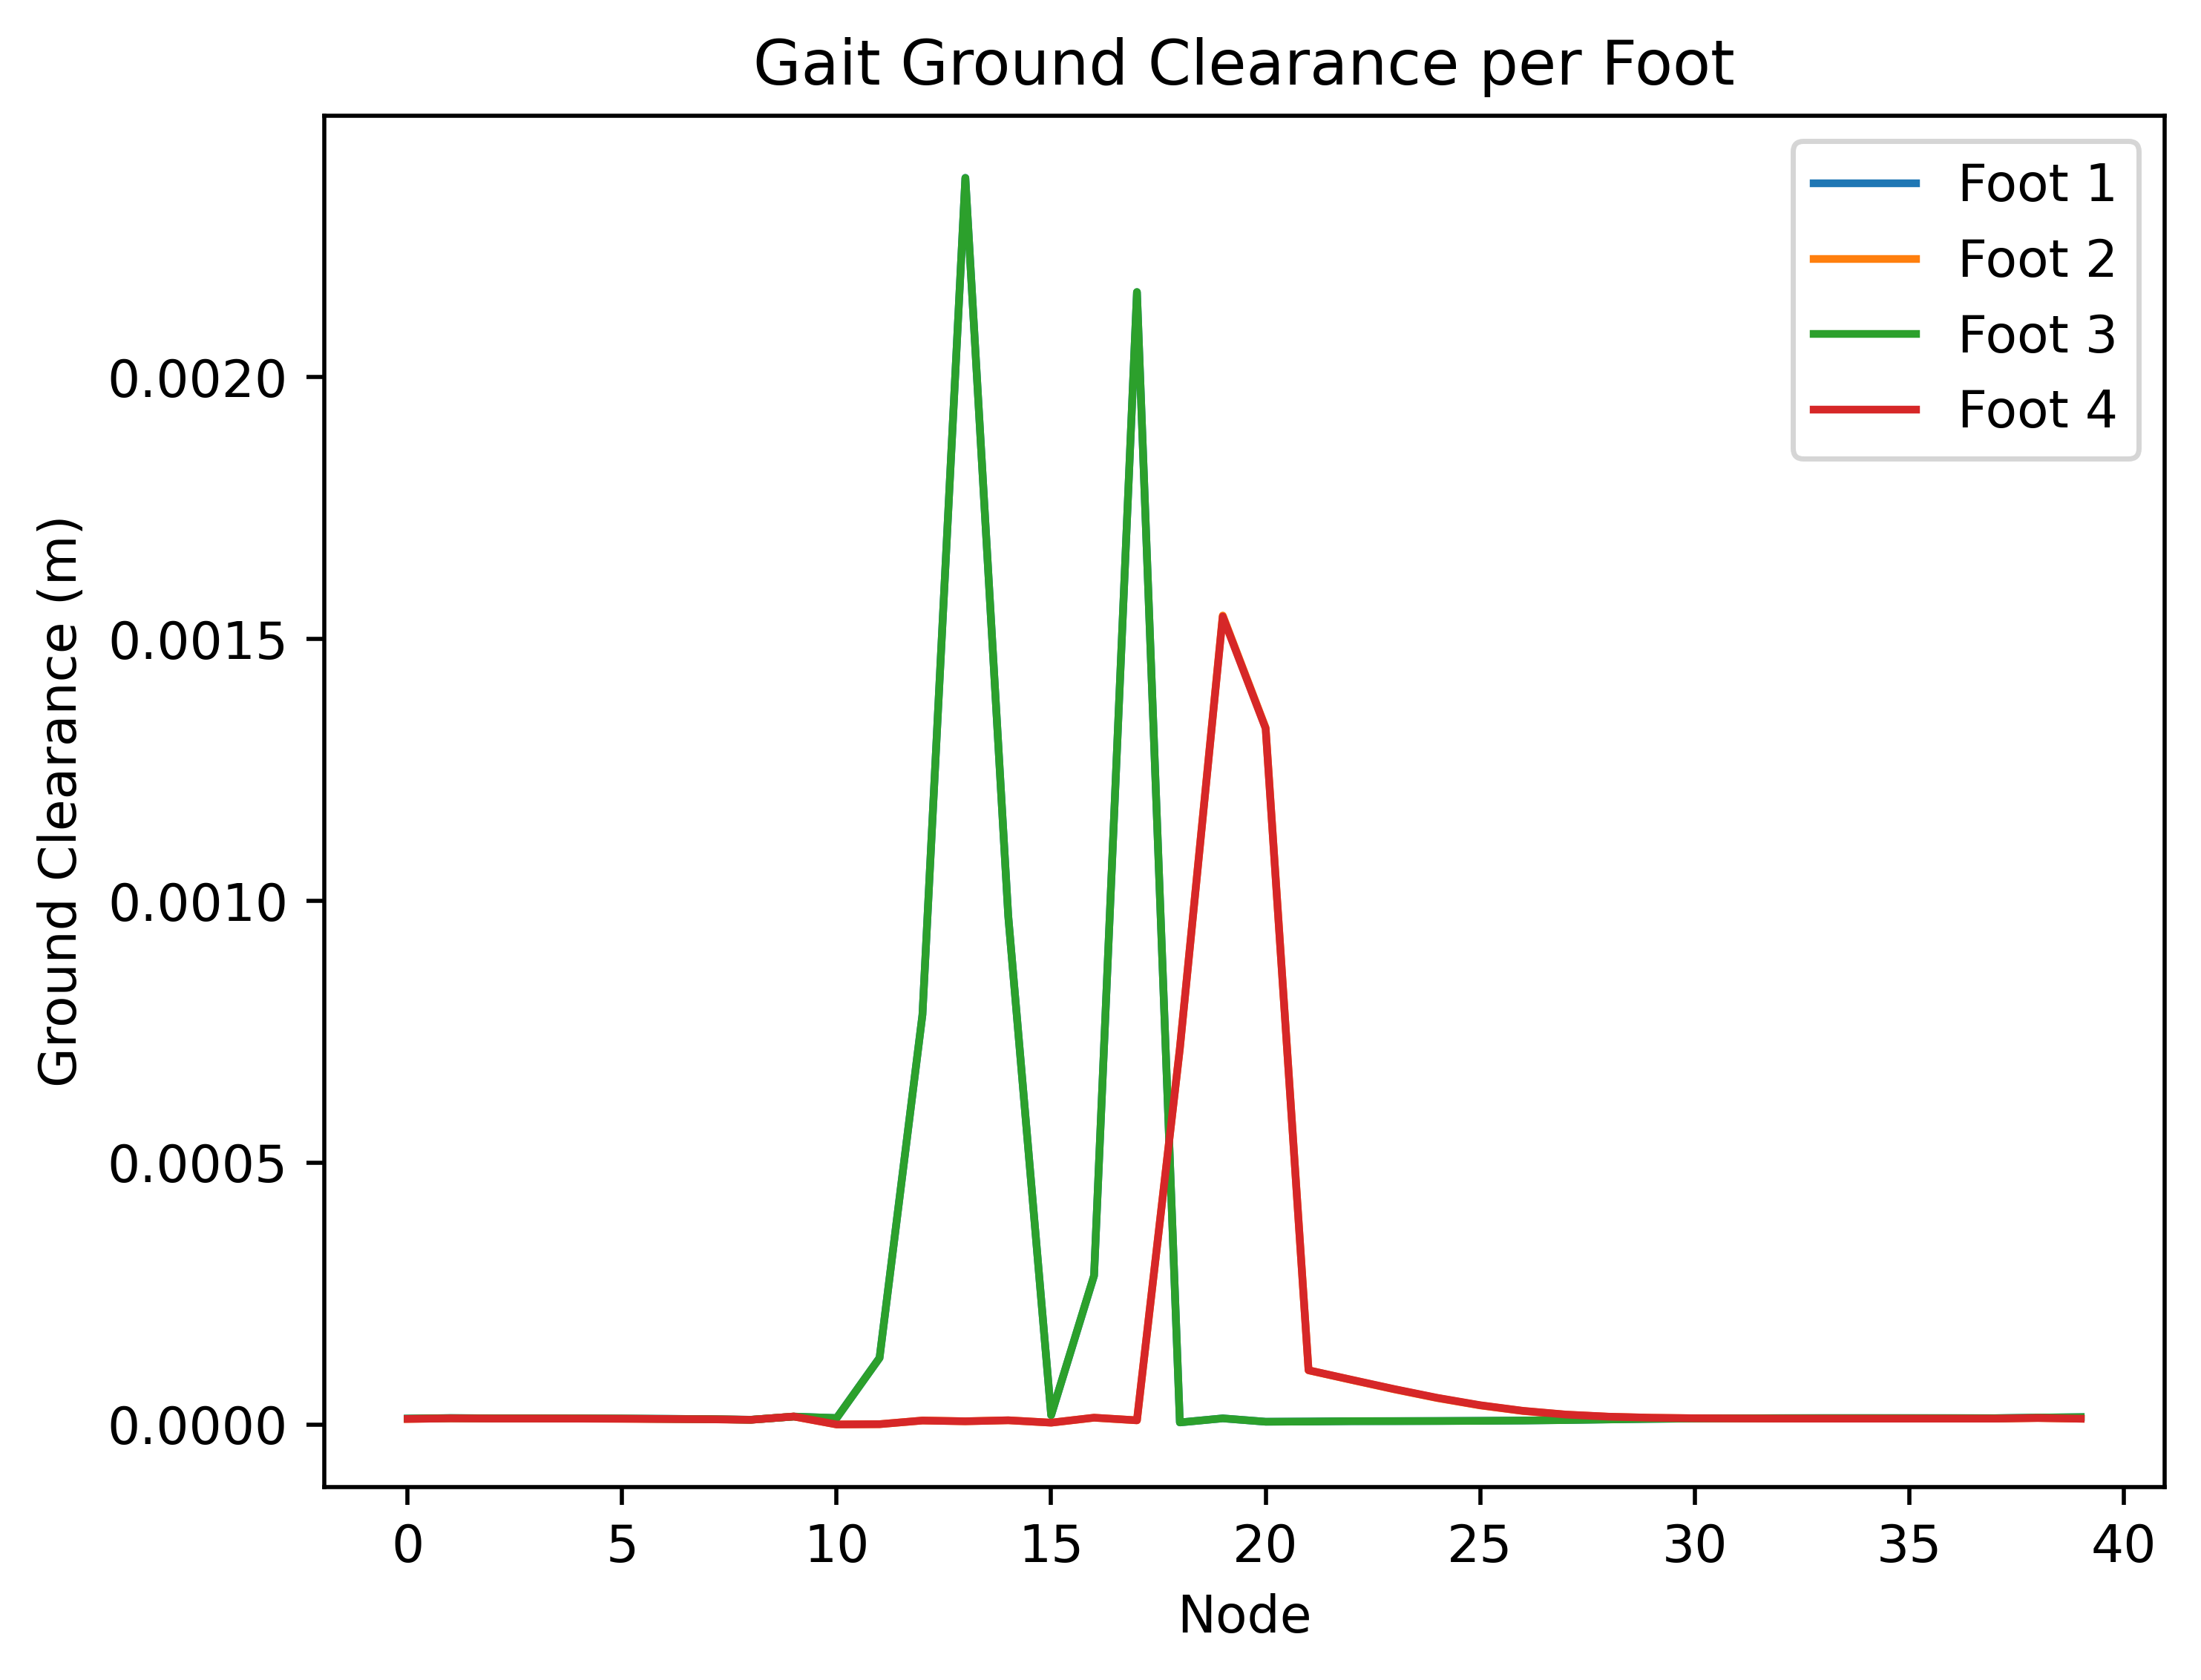 Gait Ground Clearance per Foot
Foot 1
Foot 2
Foot 3
Foot 4
Ground Clearance (m)
0.0020
0.0015
0.0010
0.0005
0.0000
0 5 10 15 20 25 30 35 40
Node